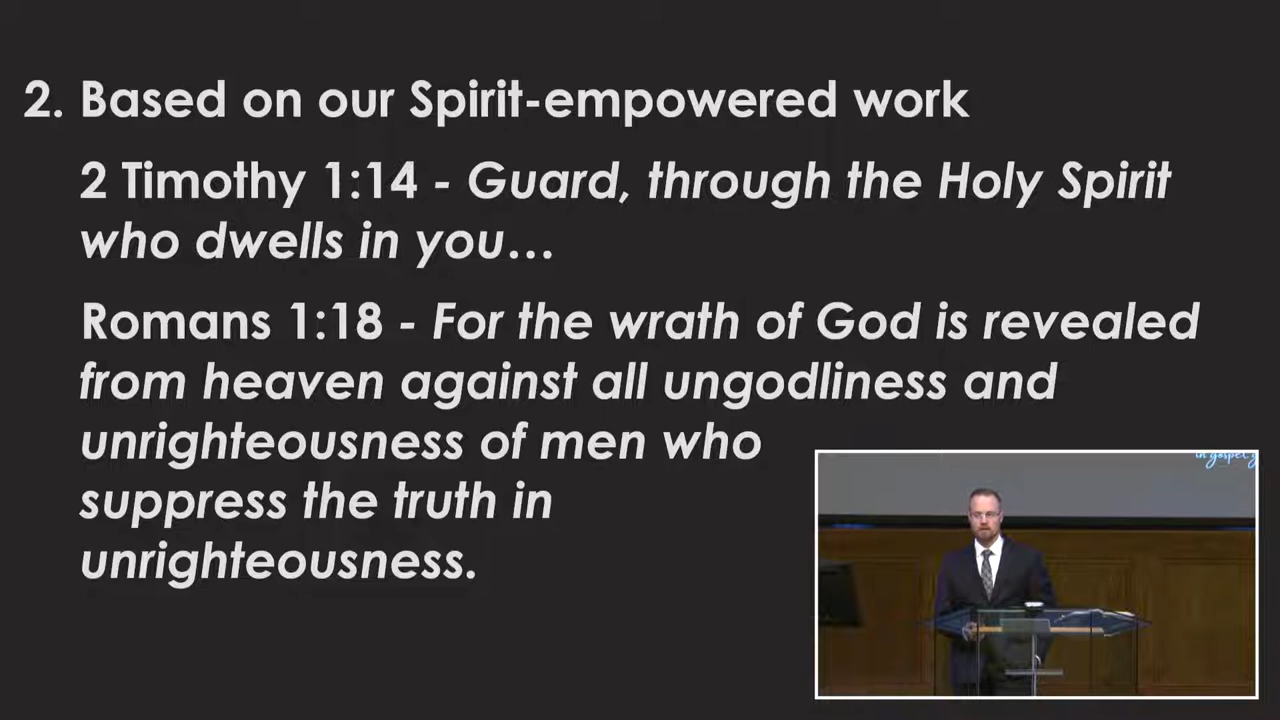 2. Based on our Spirit-empowered work
2 Timothy 1:14 - Guard, through the Holy Spirit
who dwells in you...
Romans 1:18 - For the wrath of God is revealed
from heaven against all ungodliness and
unrighteousness of men who
suppress the truth in
unrighteousness.
in gospel